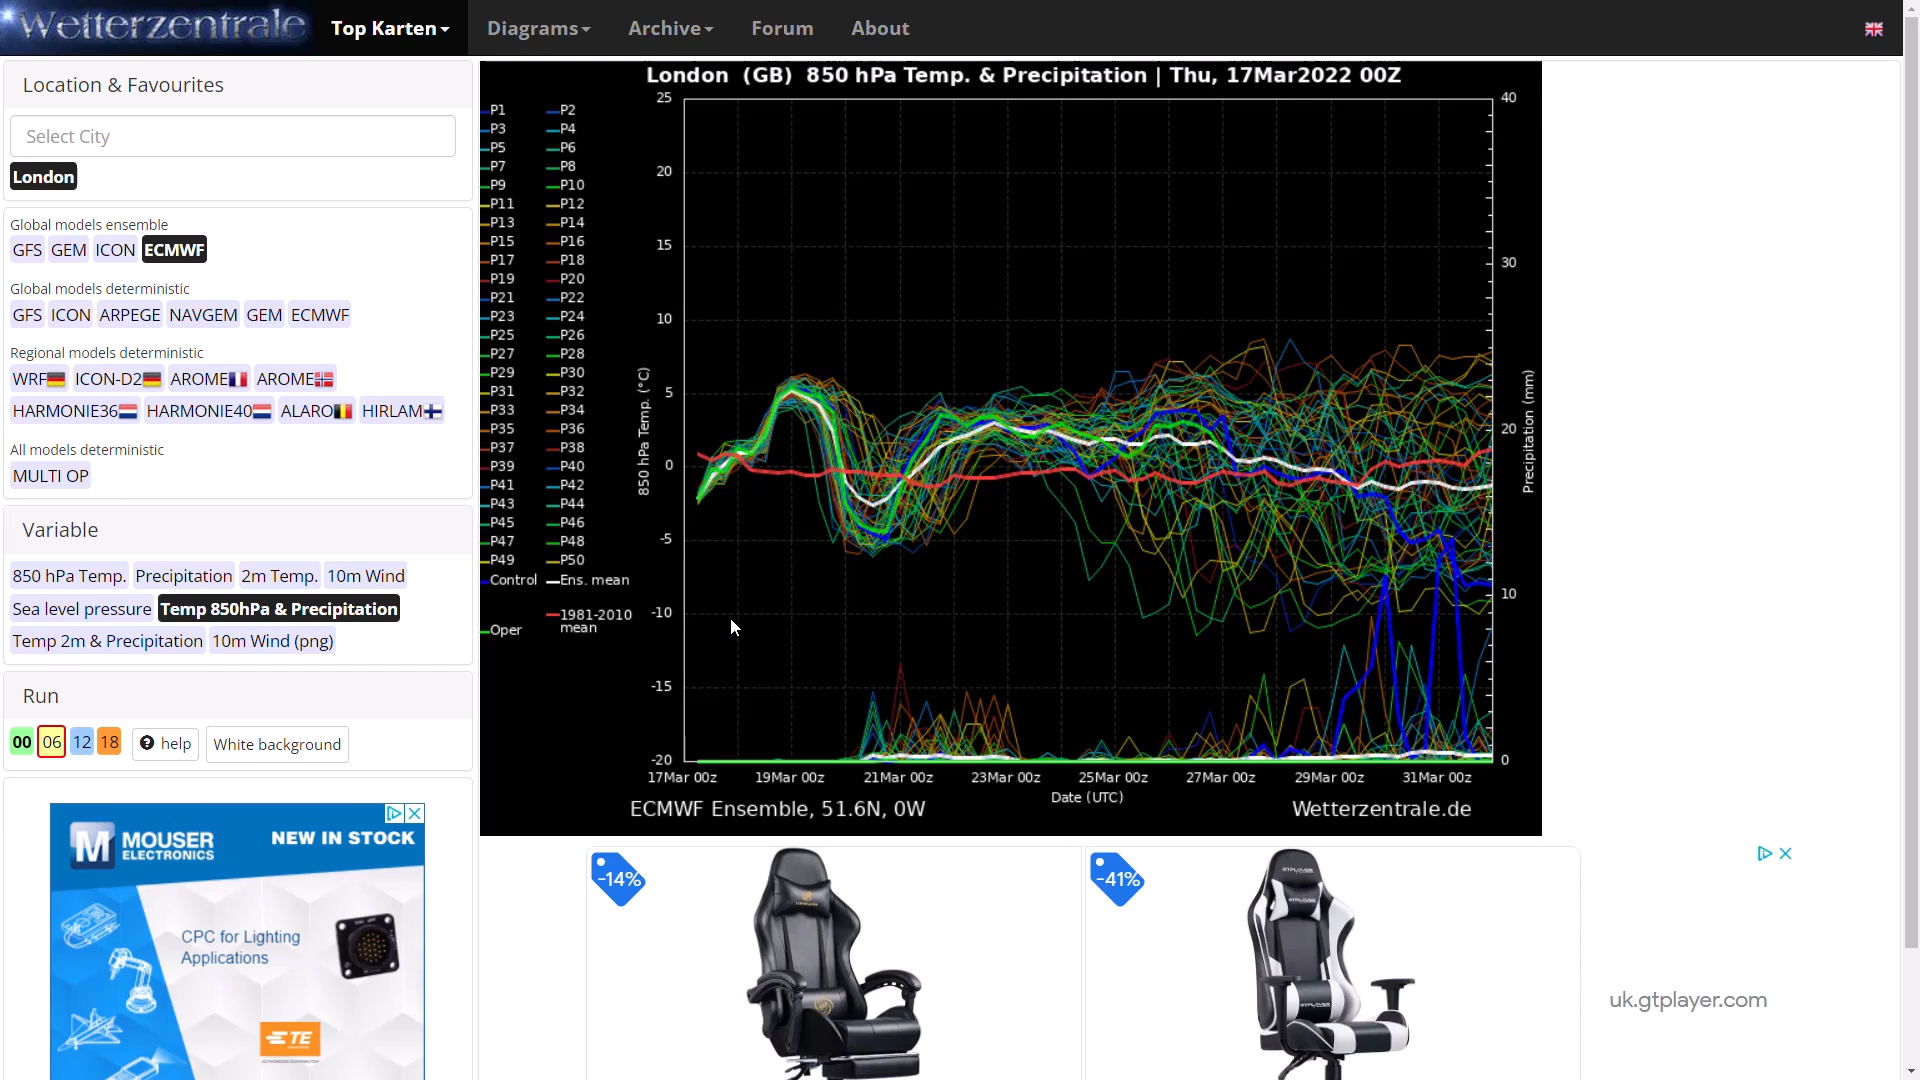 Wetterzentrale
Top Karten
Diagrams
Archive
Forum
About
Location & Favourites
Select City
London
Global models ensemble
GFS GEM ICON ECMWF
Global models deterministic
GFS ICON ARPEGE NAVGEM GEM ECMWF
Regional models deterministic
WRF ICON-D2 AROME AROME
HARMONIE36 HARMONIE40 ALARO HIRLAM
All models deterministic
MULTI OP
Variable
850 hPa Temp. Precipitation 2m Temp. 10m Wind
Sea level pressure Temp 850hPa & Precipitation
Temp 2m & Precipitation 10m Wind (png)
Run
00 06 12 18 help White background
London (GB) 850 hPa Temp. & Precipitation | Thu, 17Mar2022 00Z
P1 P2
P3 P4
P5 P6
P7 P8
P9 P10
P11 P12
P13 P14
P15 P16
P17 P18
P19 P20
P21 P22
P23 P24
P25 P26
P27 P28
P29 P30
P31 P32
P33 P34
P35 P36
P37 P38
P39 P40
P41 P42
P43 P44
P45 P46
P47 P48
P49 P50
Control Ens. mean
1981-2010
mean
Oper
850 hPa Temp. (°C)
25
20
15
10
5
0
-5
-10
-15
-20
40
30
20
10
0
Precipitation (mm)
17Mar 00z 19Mar 00z 21Mar 00z 23Mar 00z 25Mar 00z 27Mar 00z 29Mar 00z 31Mar 00z
Date (UTC)
ECMWF Ensemble, 51.6N, 0W
Wetterzentrale.de
M MOUSER
ELECTRONICS
NEW IN STOCK
CPC for Lighting
Applications
TE
-14%
-41%
uk.gtplayer.com